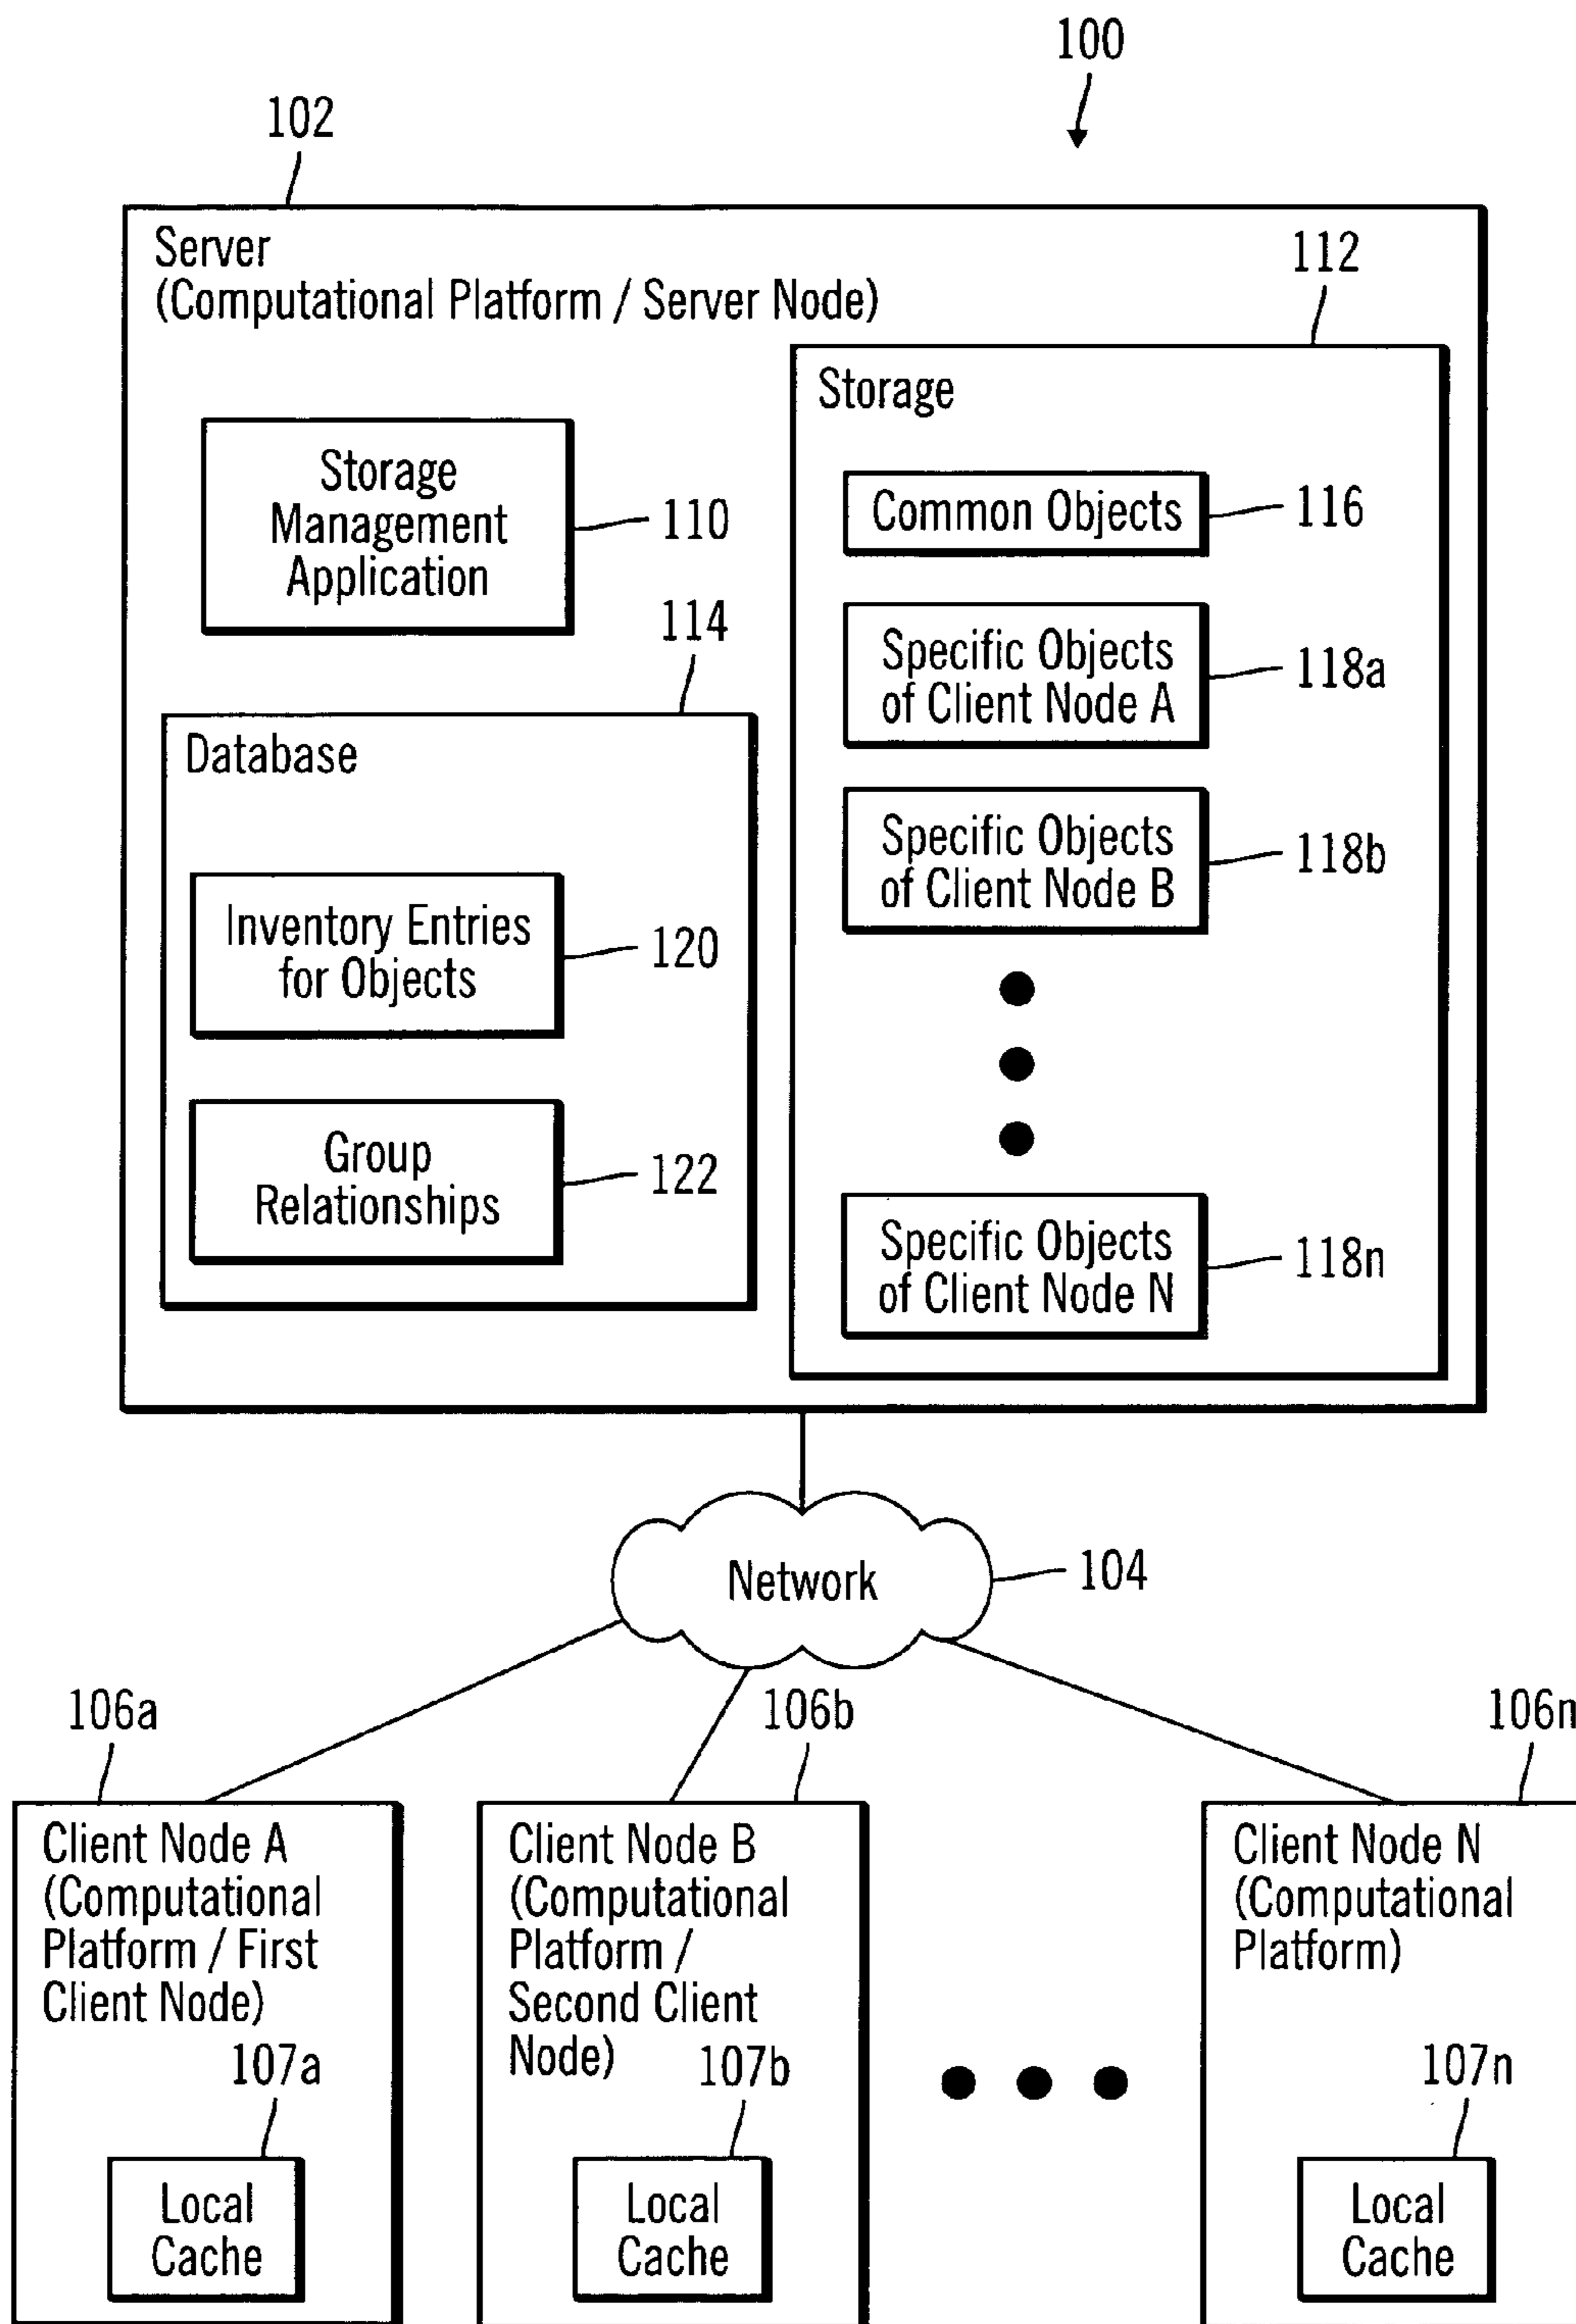 100
102
Server
(Computational Platform / Server Node)
112
Storage
Storage
Management
Application
110
Common Objects
116
114
Specific Objects
of Client Node A
118a
Database
Specific Objects
of Client Node B
118b
Inventory Entries
for Objects
120
Group
Relationships
122
Specific Objects
of Client Node N
118n
Network
104
106a
106b
106n
Client Node A
(Computational
Platform / First
Client Node)
107a
Local
Cache
Client Node B
(Computational
Platform /
Second Client
Node)
107b
Local
Cache
Client Node N
(Computational
Platform)
107n
Local
Cache